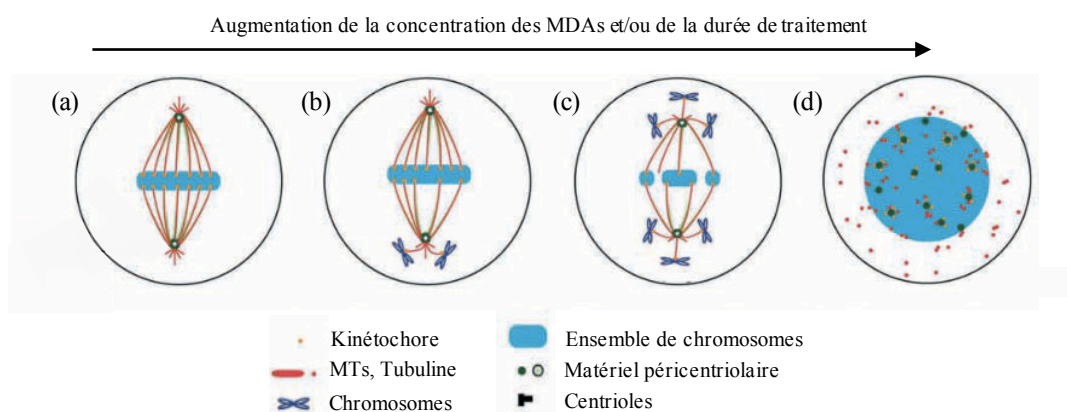 Augmentation de la concentration des MDAs et/ou de la durée de traitement
(a) (b) (c) (d)
Kinétochore
Ensemble de chromosomes
MTs, Tubuline
Matériel péricentriolaire
Chromosomes
Centrioles